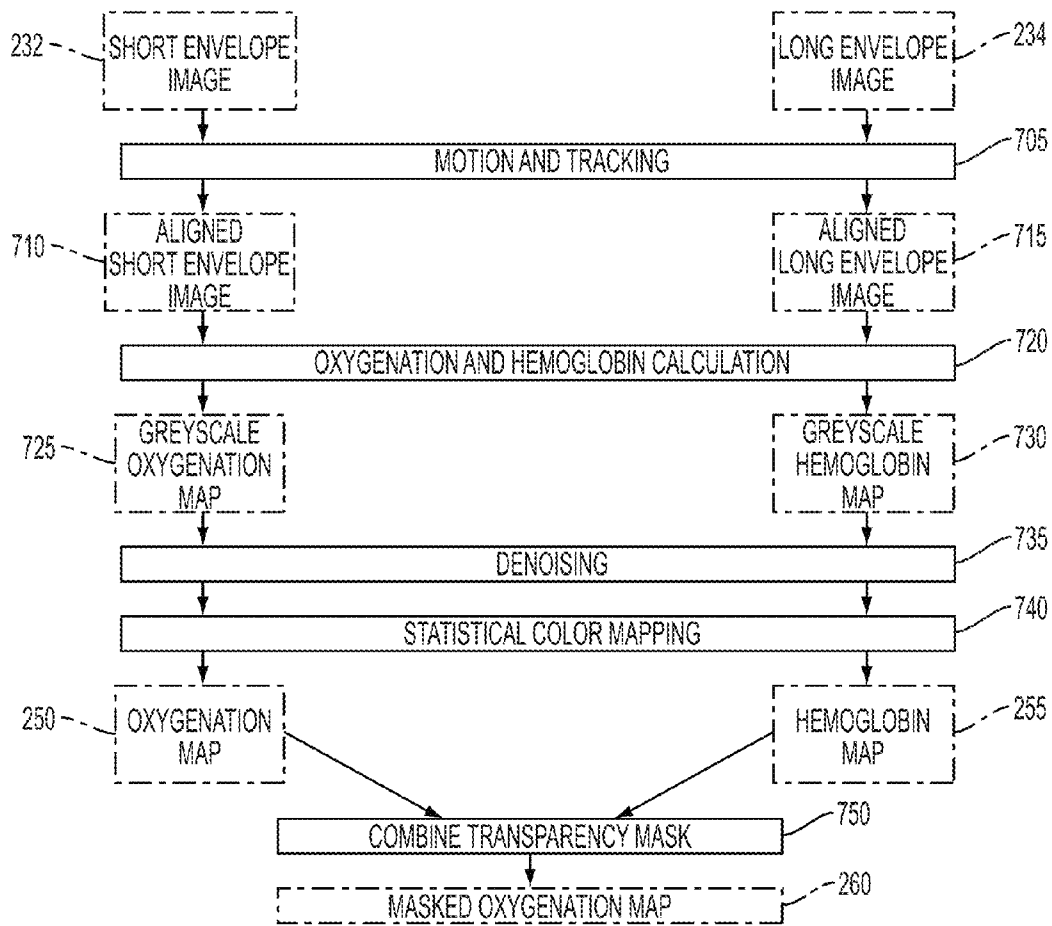 232
SHORT ENVELOPE
IMAGE
LONG ENVELOPE
IMAGE
234
MOTION AND TRACKING
705
710
ALIGNED
SHORT ENVELOPE
IMAGE
ALIGNED
LONG ENVELOPE
IMAGE
715
OXYGENATION AND HEMOGLOBIN CALCULATION
720
725
GREYSCALE
OXYGENATION
MAP
GREYSCALE
HEMOGLOBIN
MAP
730
DENOISING
735
STATISTICAL COLOR MAPPING
740
250
OXYGENATION
MAP
HEMOGLOBIN
MAP
255
COMBINE TRANSPARENCY MASK
750
MASKED OXYGENATION MAP
260